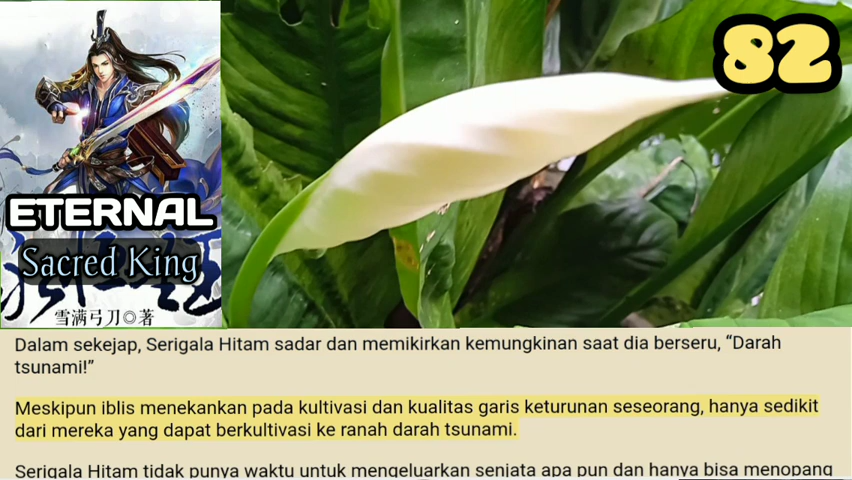 82
ETERNAL
Sacred King
雪满弓刀◎著
Dalam sekejap, Serigala Hitam sadar dan memikirkan kemungkinan saat dia berseru, “Darah
tsunami!”
Meskipun iblis menekankan pada kultivasi dan kualitas garis keturunan seseorang, hanya sedikit
dari mereka yang dapat berkultivasi ke ranah darah tsunami.
Serigala Hitam tidak punya waktu untuk mengeluarkan senjata apa pun dan hanya bisa menopang